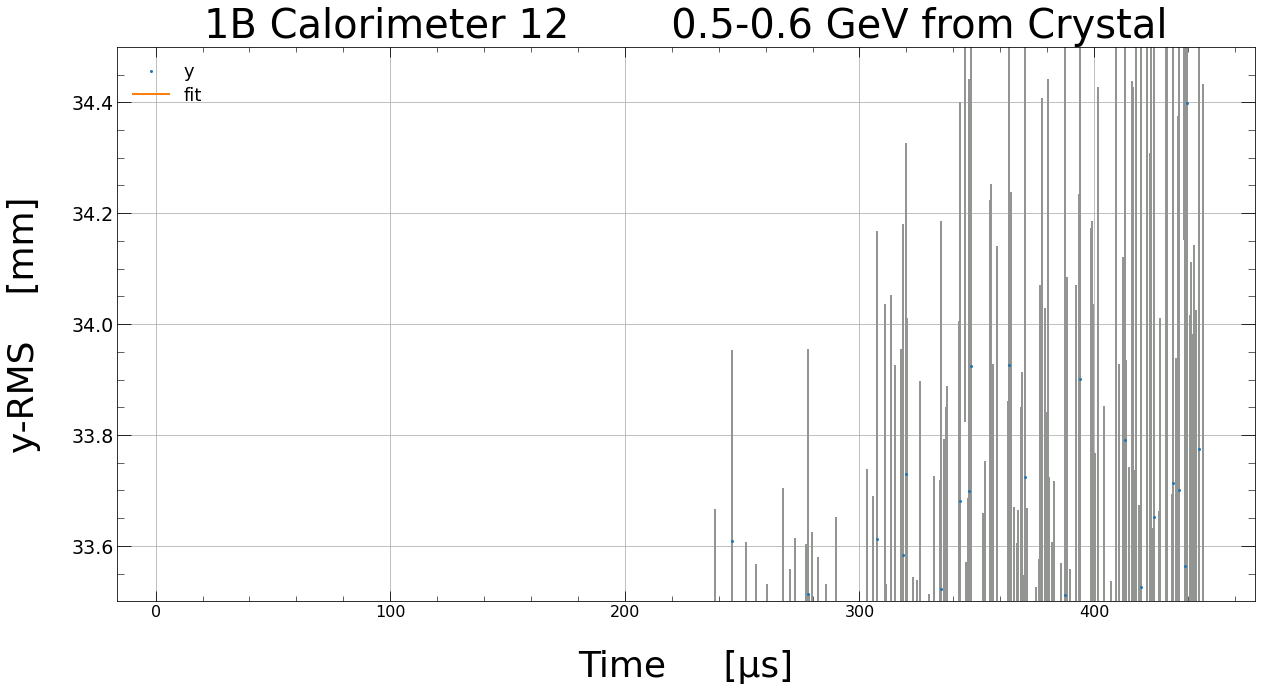 1B Calorimeter 12 0.5-0.6 GeV from Crystal
y
fit
34.4
34.2
34.0
33.8
33.6
y-RMS [mm]
0 100 200 300 400
Time [μs]